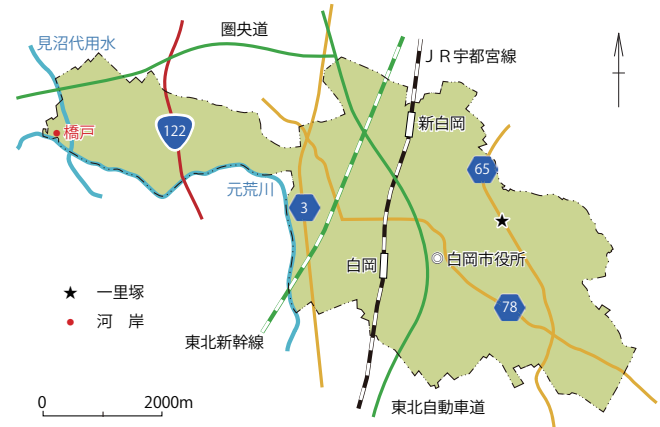 見沼代用水
圏央道
ＪＲ宇都宮線
橋戸
122
新白岡
65
元荒川
3
白岡
白岡市役所
78
★ 一里塚
● 河 岸
東北新幹線
0 2000m
東北自動車道